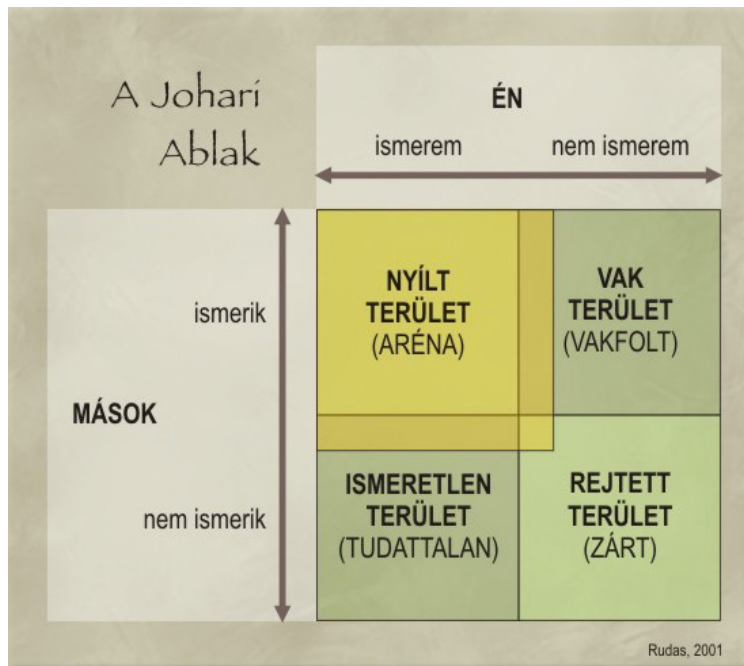 A Johari
Ablak
ÉN
ismerem nem ismerem
MÁSOK
ismerik
nem ismerik
NYÍLT
TERÜLET
(ARÉNA)
VAK
TERÜLET
(VAKFOLT)
ISMERETLEN
TERÜLET
(TUDATTALAN)
REJTETT
TERÜLET
(ZÁRT)
Rudas, 2001